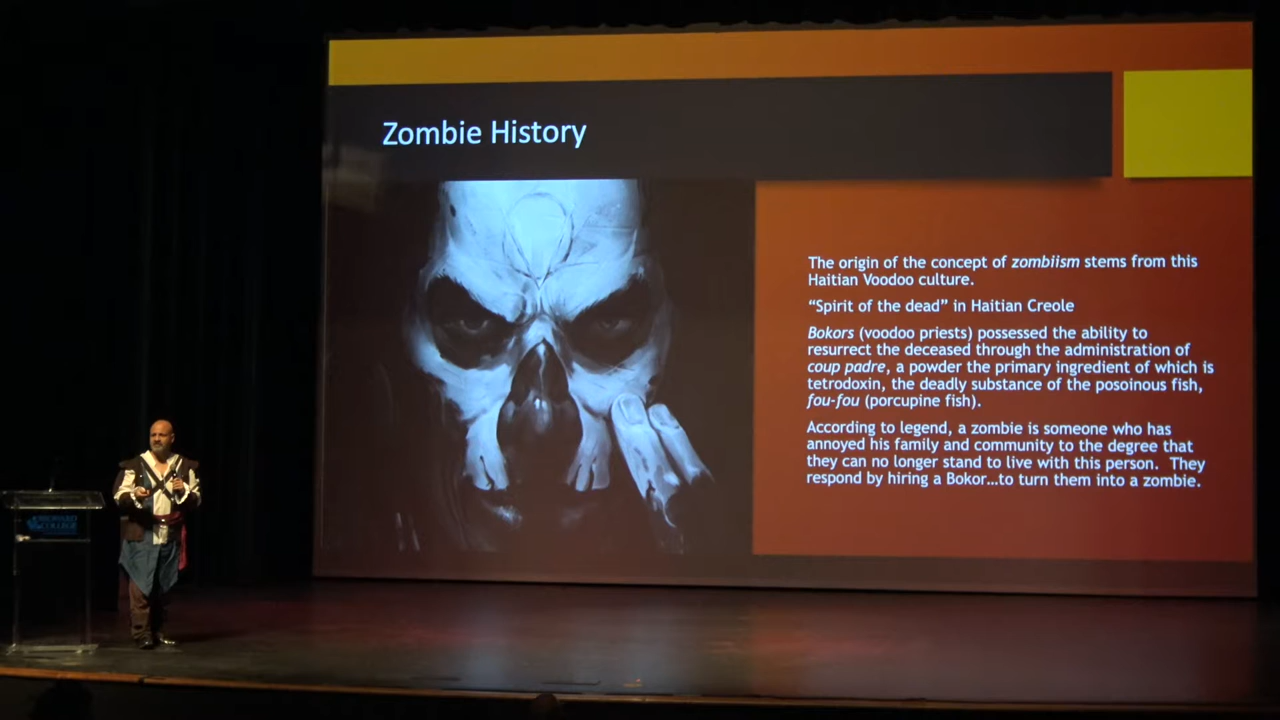 Zombie History
The origin of the concept of zombiism stems from this
Haitian Voodoo culture.
“Spirit of the dead” in Haitian Creole
Bokors (voodoo priests) possessed the ability to
resurrect the deceased through the administration of
coup padre, a powder the primary ingredient of which is
tetrodoxin, the deadly substance of the posoinous fish,
fou-fou (porcupine fish).
According to legend, a zombie is someone who has
annoyed his family and community to the degree that
they can no longer stand to live with this person. They
respond by hiring a Bokor…to turn them into a zombie.
COLLEGE